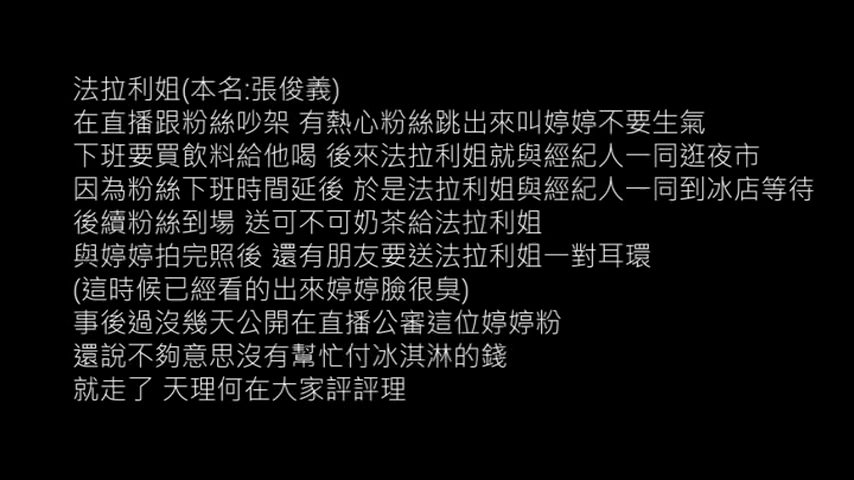 法拉利姐(本名:張俊義)
在直播跟粉絲吵架 有熱心粉絲跳出來叫婷婷不要生氣
下班要買飲料給他喝 後來法拉利姐就與經紀人一同逛夜市
因為粉絲下班時間延後 於是法拉利姐與經紀人一同到冰店等待
後續粉絲到場 送可不可奶茶給法拉利姐
與婷婷拍完照後 還有朋友要送法拉利姐一對耳環
(這時候已經看的出來婷婷臉很臭)
事後過沒幾天公開在直播公審這位婷婷粉
還說不夠意思沒有幫忙付冰淇淋的錢
就走了 天理何在大家評評理